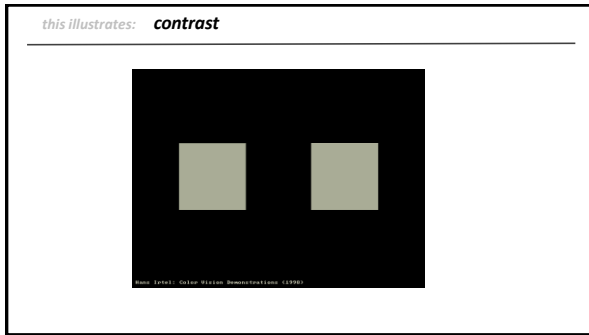 this illustrates: contrast
Hans Irtel: Color Vision Demonstrations (1990)